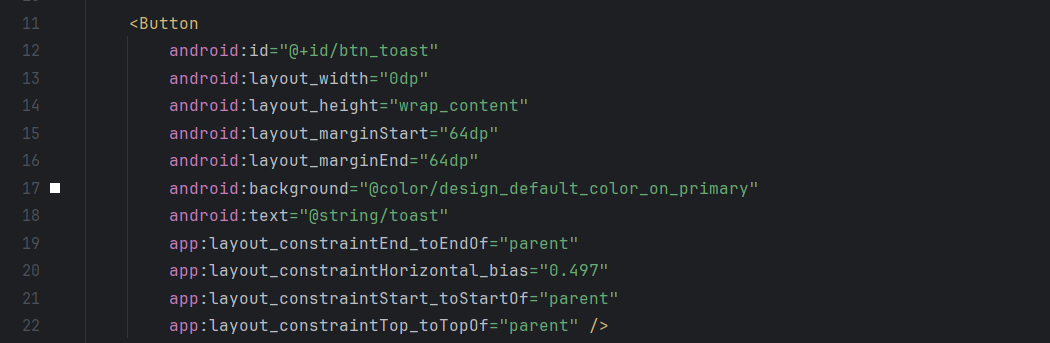 11 <Button
12 android:id="@+id/btn_toast"
13 android:layout_width="0dp"
14 android:layout_height="wrap_content"
15 android:layout_marginStart="64dp"
16 android:layout_marginEnd="64dp"
17 android:background="@color/design_default_color_on_primary"
18 android:text="@string/toast"
19 app:layout_constraintEnd_toEndOf="parent"
20 app:layout_constraintHorizontal_bias="0.497"
21 app:layout_constraintStart_toStartOf="parent"
22 app:layout_constraintTop_toTopOf="parent" />